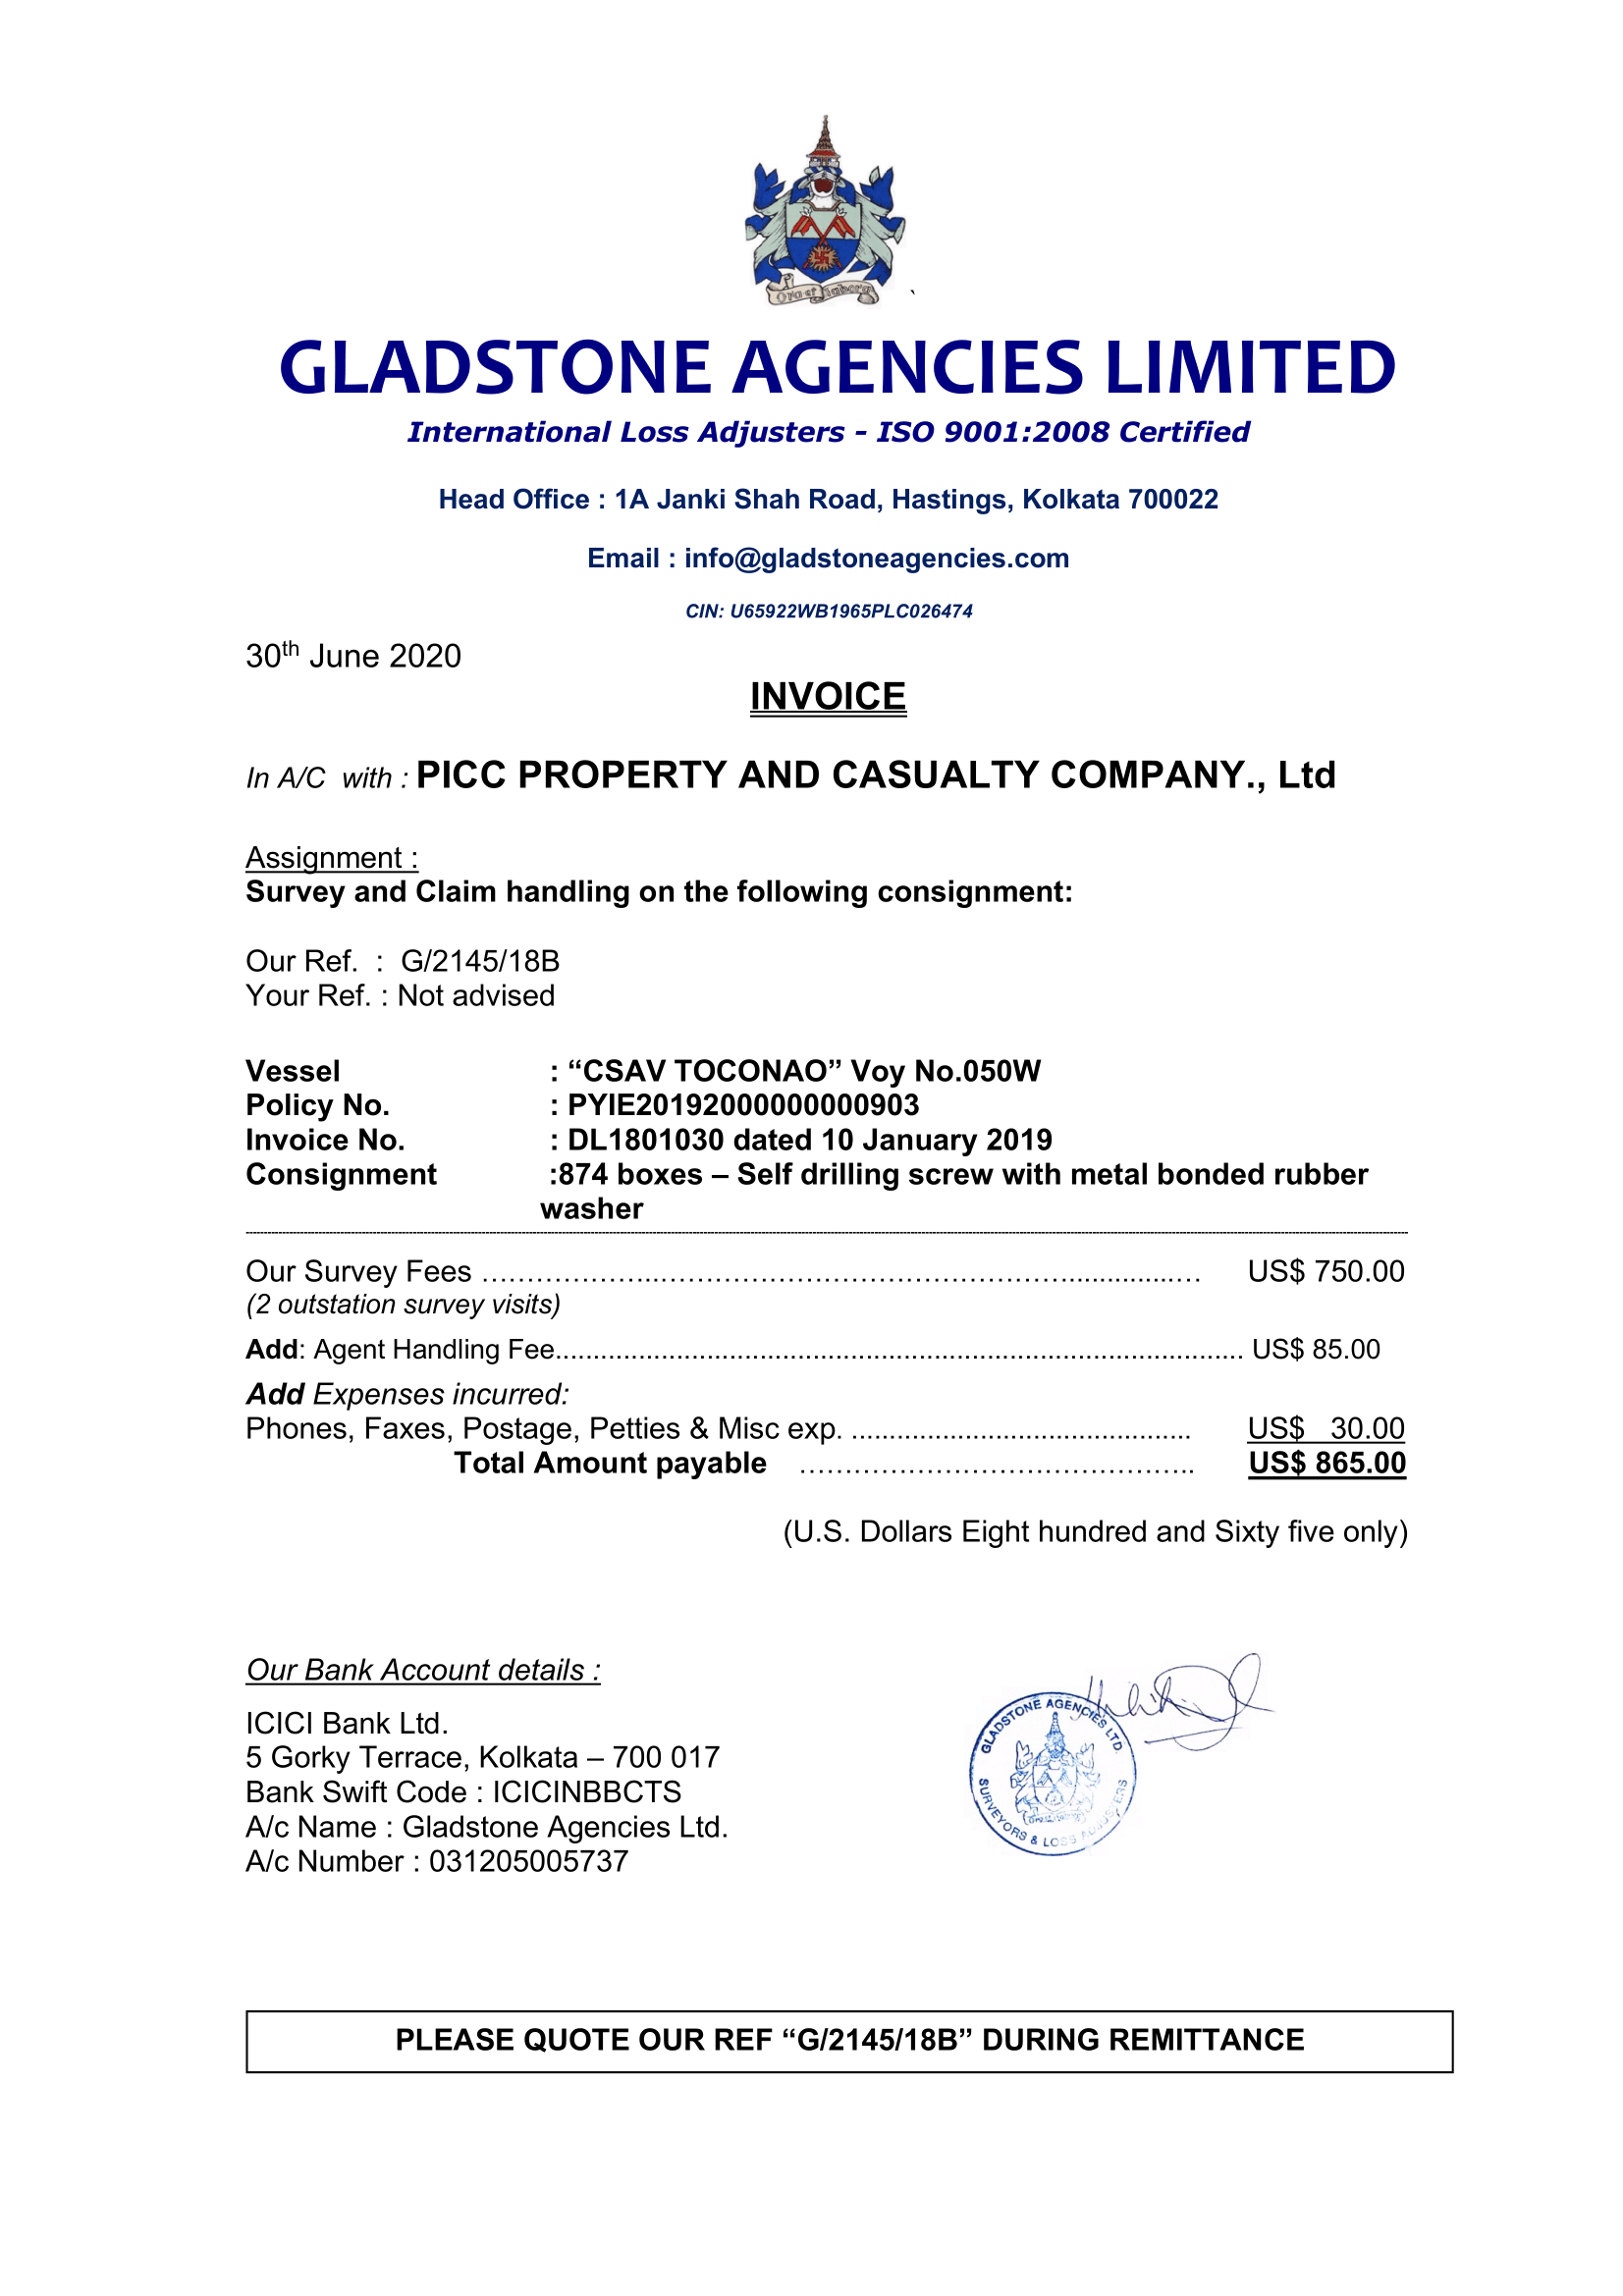 GLADSTONE AGENCIES LIMITED
International Loss Adjusters - ISO 9001:2008 Certified
Head Office : 1A Janki Shah Road, Hastings, Kolkata 700022
Email : info@gladstoneagencies.com
CIN: U65922WB1965PLC026474
30th June 2020
INVOICE
In A/C with : PICC PROPERTY AND CASUALTY COMPANY., Ltd
Assignment :
Survey and Claim handling on the following consignment:
Our Ref. : G/2145/18B
Your Ref. : Not advised
Vessel : “CSAV TOCONAO” Voy No.050W
Policy No. : PYIE20192000000000903
Invoice No. : DL1801030 dated 10 January 2019
Consignment :874 boxes – Self drilling screw with metal bonded rubber
washer
Our Survey Fees ........................................ US$ 750.00
(2 outstation survey visits)
Add: Agent Handling Fee........................................ US$ 85.00
Add Expenses incurred:
Phones, Faxes, Postage, Petties & Misc exp. ........................................ US$ 30.00
Total Amount payable ........................................ US$ 865.00
(U.S. Dollars Eight hundred and Sixty five only)
Our Bank Account details :
ICICI Bank Ltd.
5 Gorky Terrace, Kolkata – 700 017
Bank Swift Code : ICICINBBCTS
A/c Name : Gladstone Agencies Ltd.
A/c Number : 031205005737
GLADSTONE AGENCIES LTD.
SURVEYORS & LOSS ADJUSTERS
PLEASE QUOTE OUR REF “G/2145/18B” DURING REMITTANCE